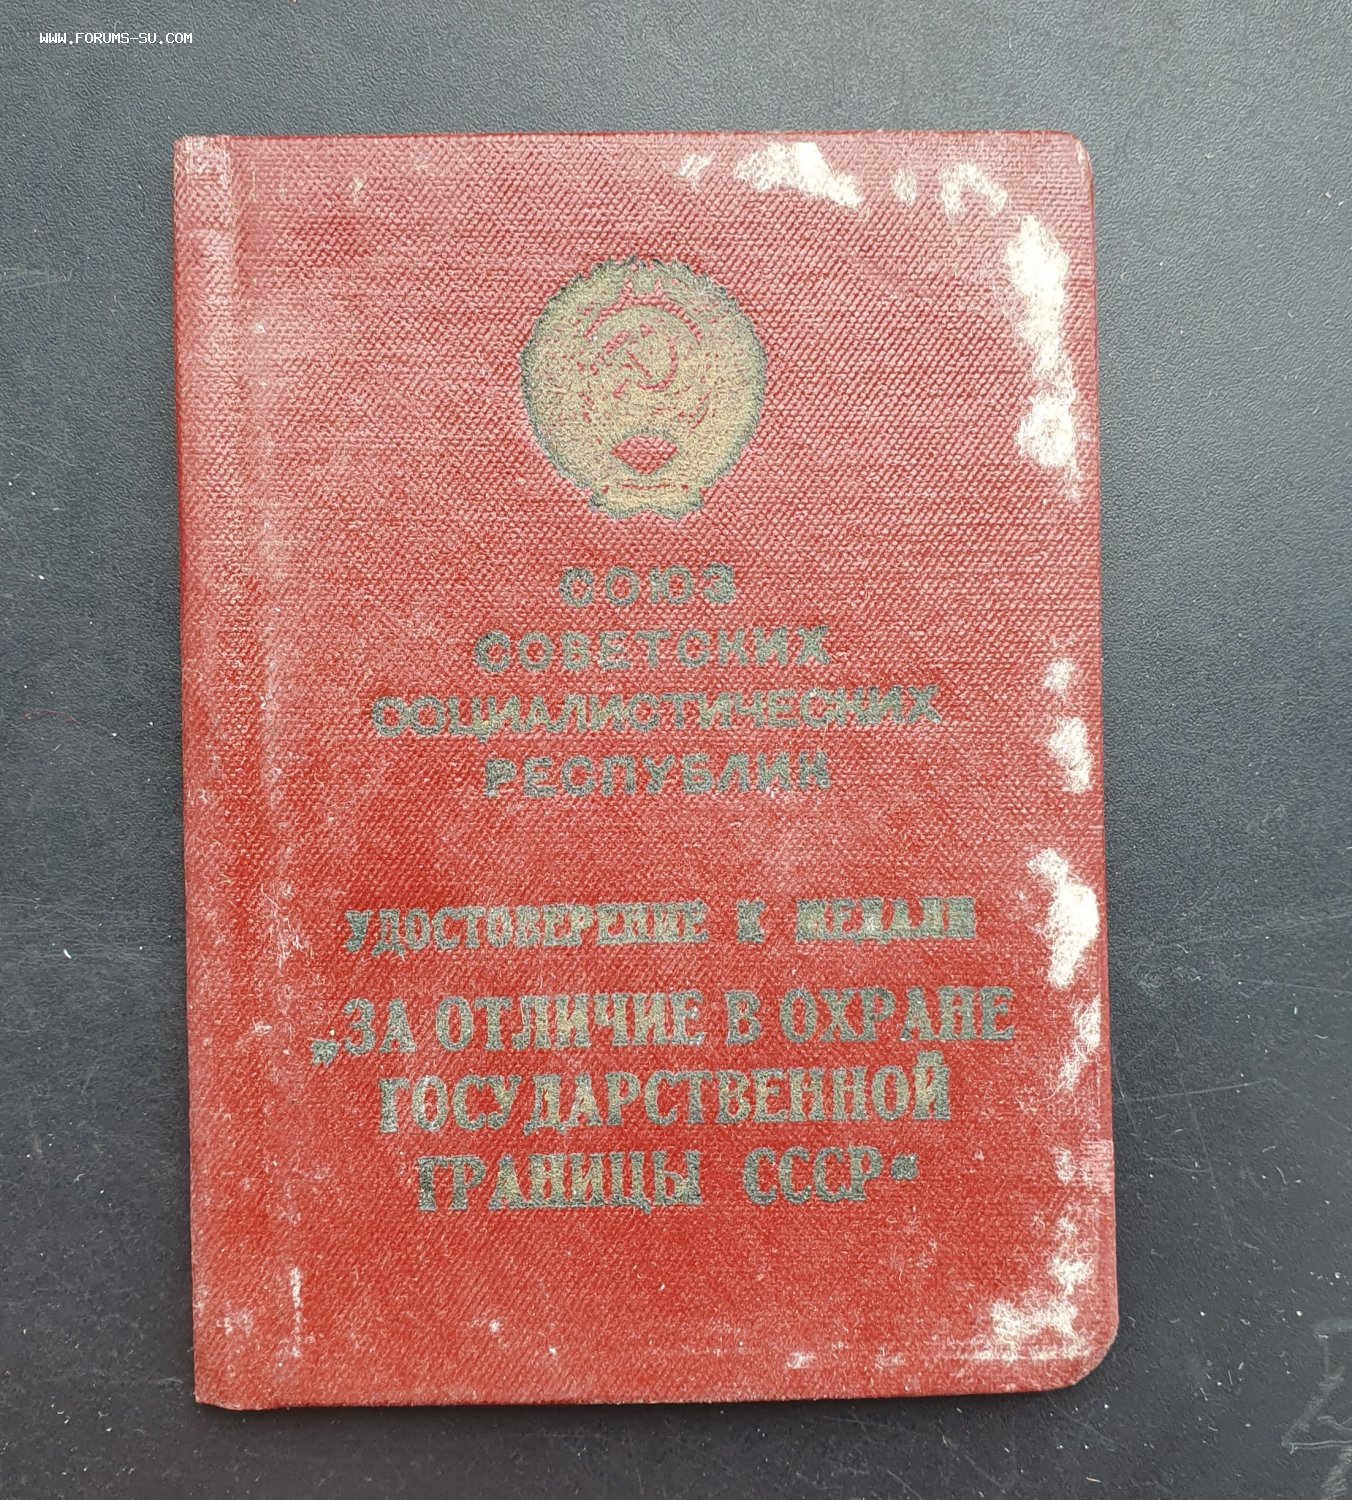 WWW.FORUMS-SU.COM
СОЮЗ
СОВЕТСКИХ
СОЦИАЛИСТИЧЕСКИХ
РЕСПУБЛИК
УДОСТОВЕРЕНИЕ К МЕДАЛИ
„ЗА ОТЛИЧИЕ В ОХРАНЕ
ГОСУДАРСТВЕННОЙ
ГРАНИЦЫ СССР“